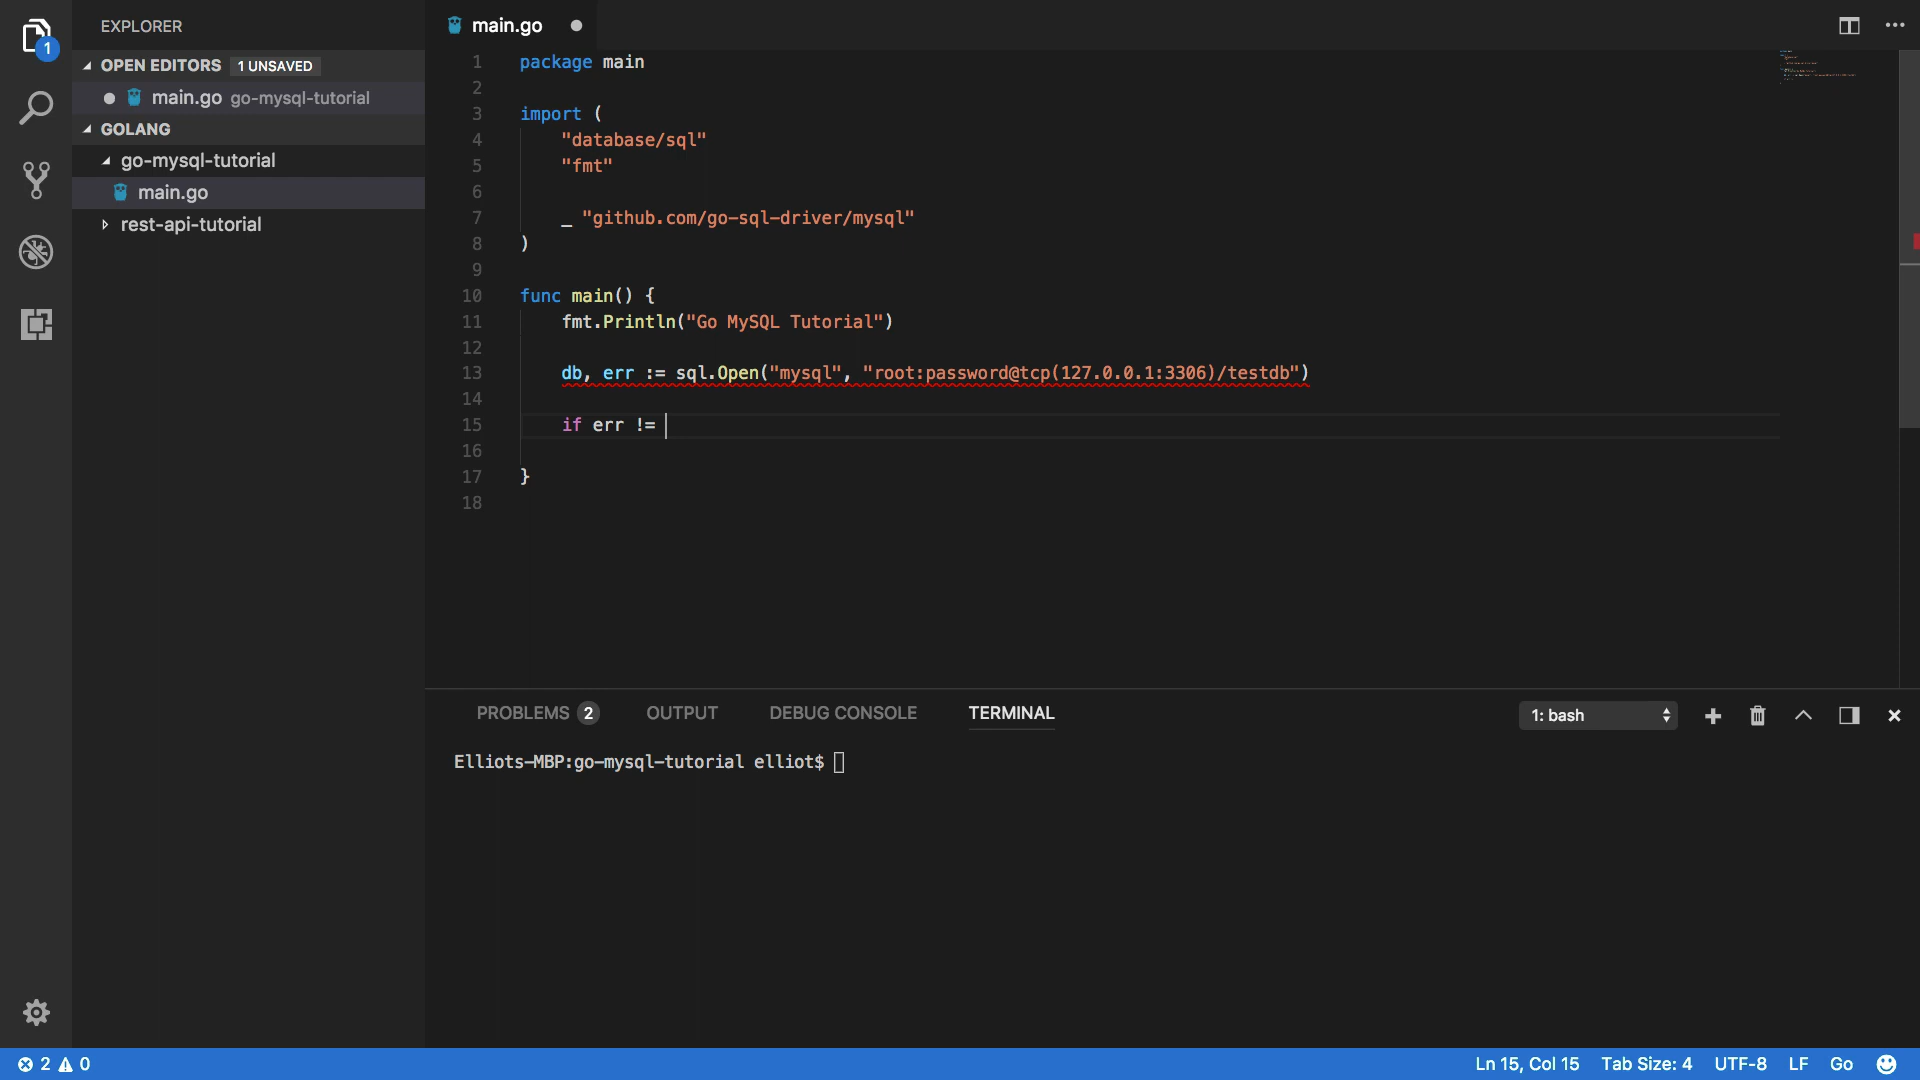 1
EXPLORER
OPEN EDITORS 1 UNSAVED
main.go go-mysql-tutorial
GOLANG
go-mysql-tutorial
main.go
rest-api-tutorial
main.go
1 package main
2
3 import (
4 "database/sql"
5 "fmt"
6
7 _ "github.com/go-sql-driver/mysql"
8 )
9
10 func main() {
11 fmt.Println("Go MySQL Tutorial")
12
13 db, err := sql.Open("mysql", "root:password@tcp(127.0.0.1:3306)/testdb")
14
15 if err !=
16
17 }
18
PROBLEMS 2 OUTPUT DEBUG CONSOLE TERMINAL 1: bash
Elliots-MBP:go-mysql-tutorial elliot$
2 0 Ln 15, Col 15 Tab Size: 4 UTF-8 LF Go